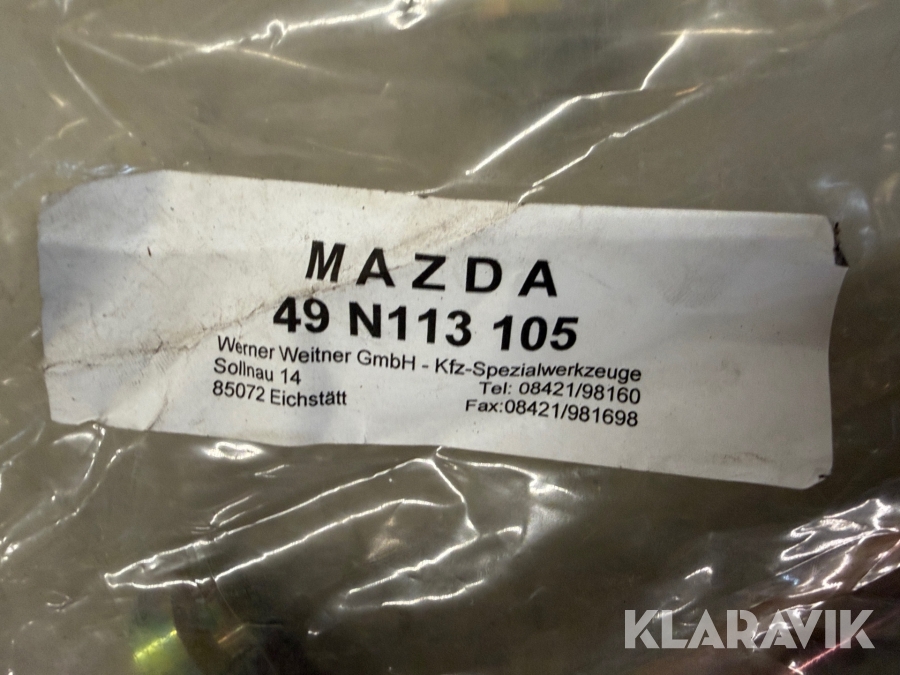 MAZDA
49 N113 105
Werner Weitner GmbH - Kfz-Spezialwerkzeuge
Sollnau 14 Tel: 08421/98160
85072 Eichstätt Fax:08421/981698
KLARAVIK